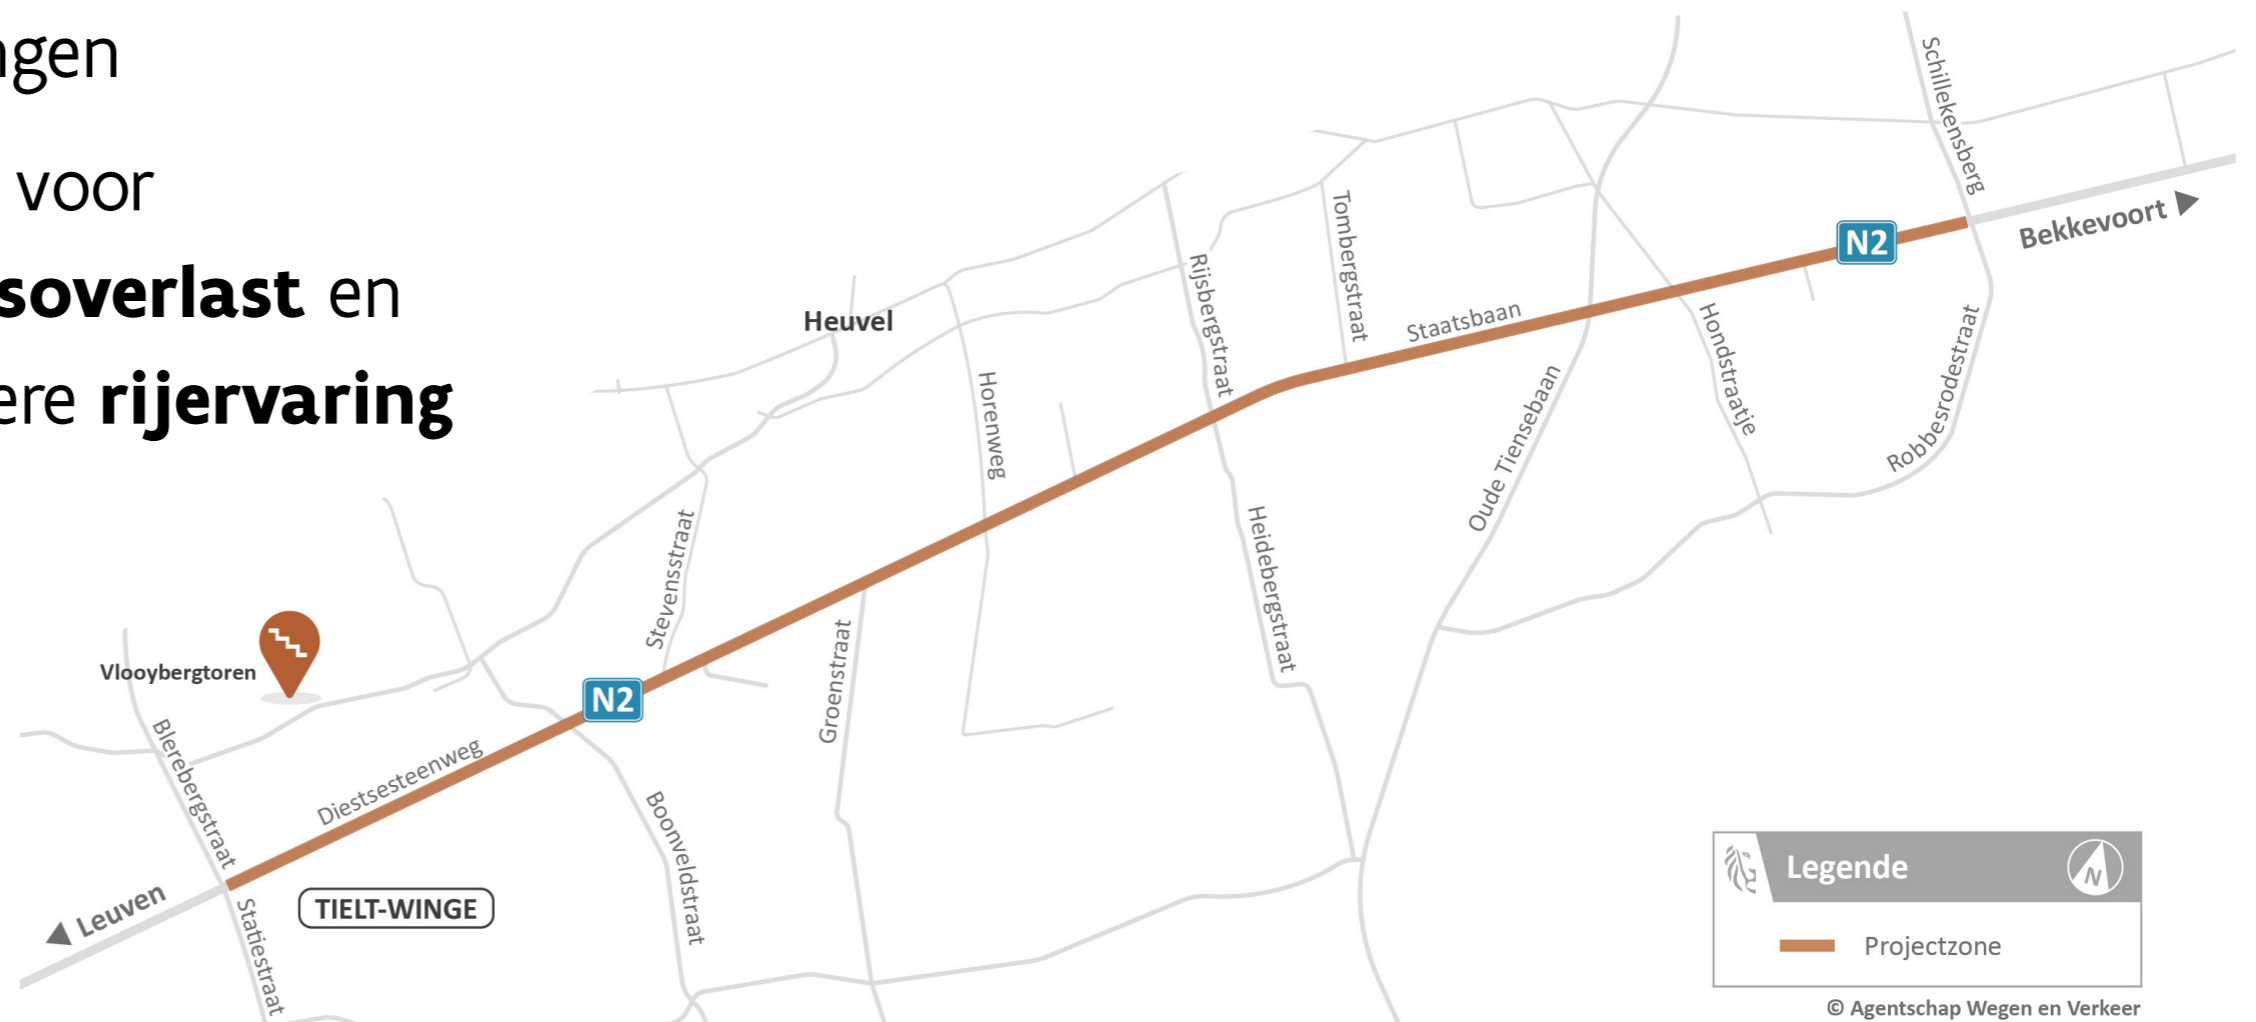 ngen
voor
soverlast en
ere rijervaring
Schillekensberg
N2
Bekkevoort
Tombergstraat
Rijsbergstraat
Staatsbaan
Heuvel
Hondstraatje
Robbesrodestraat
Horenweg
Oude Tiensebaan
Stevensstraat
Heidebergstraat
Groenstraat
Vlooybergtoren
N2
Blerebergstraat
Diestsesteenweg
Boonveldstraat
Leuven
TIELT-WINGE
Statiestraat
Legende
N
Projectzone
© Agentschap Wegen en Verkeer